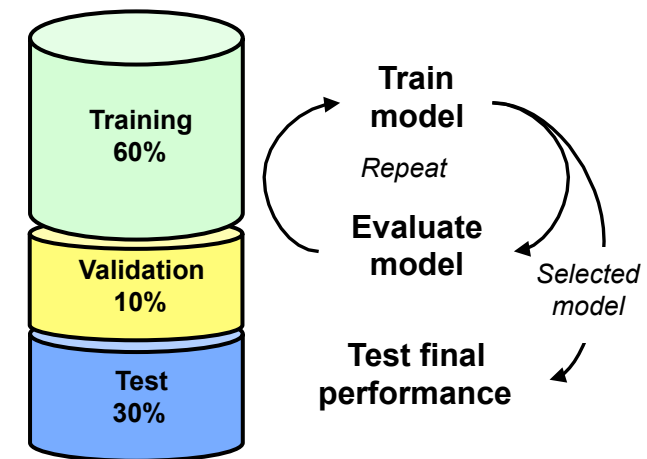 Training
60%
Validation
10%
Test
30%
Train
model
Repeat
Evaluate
model
Selected
model
Test final
performance